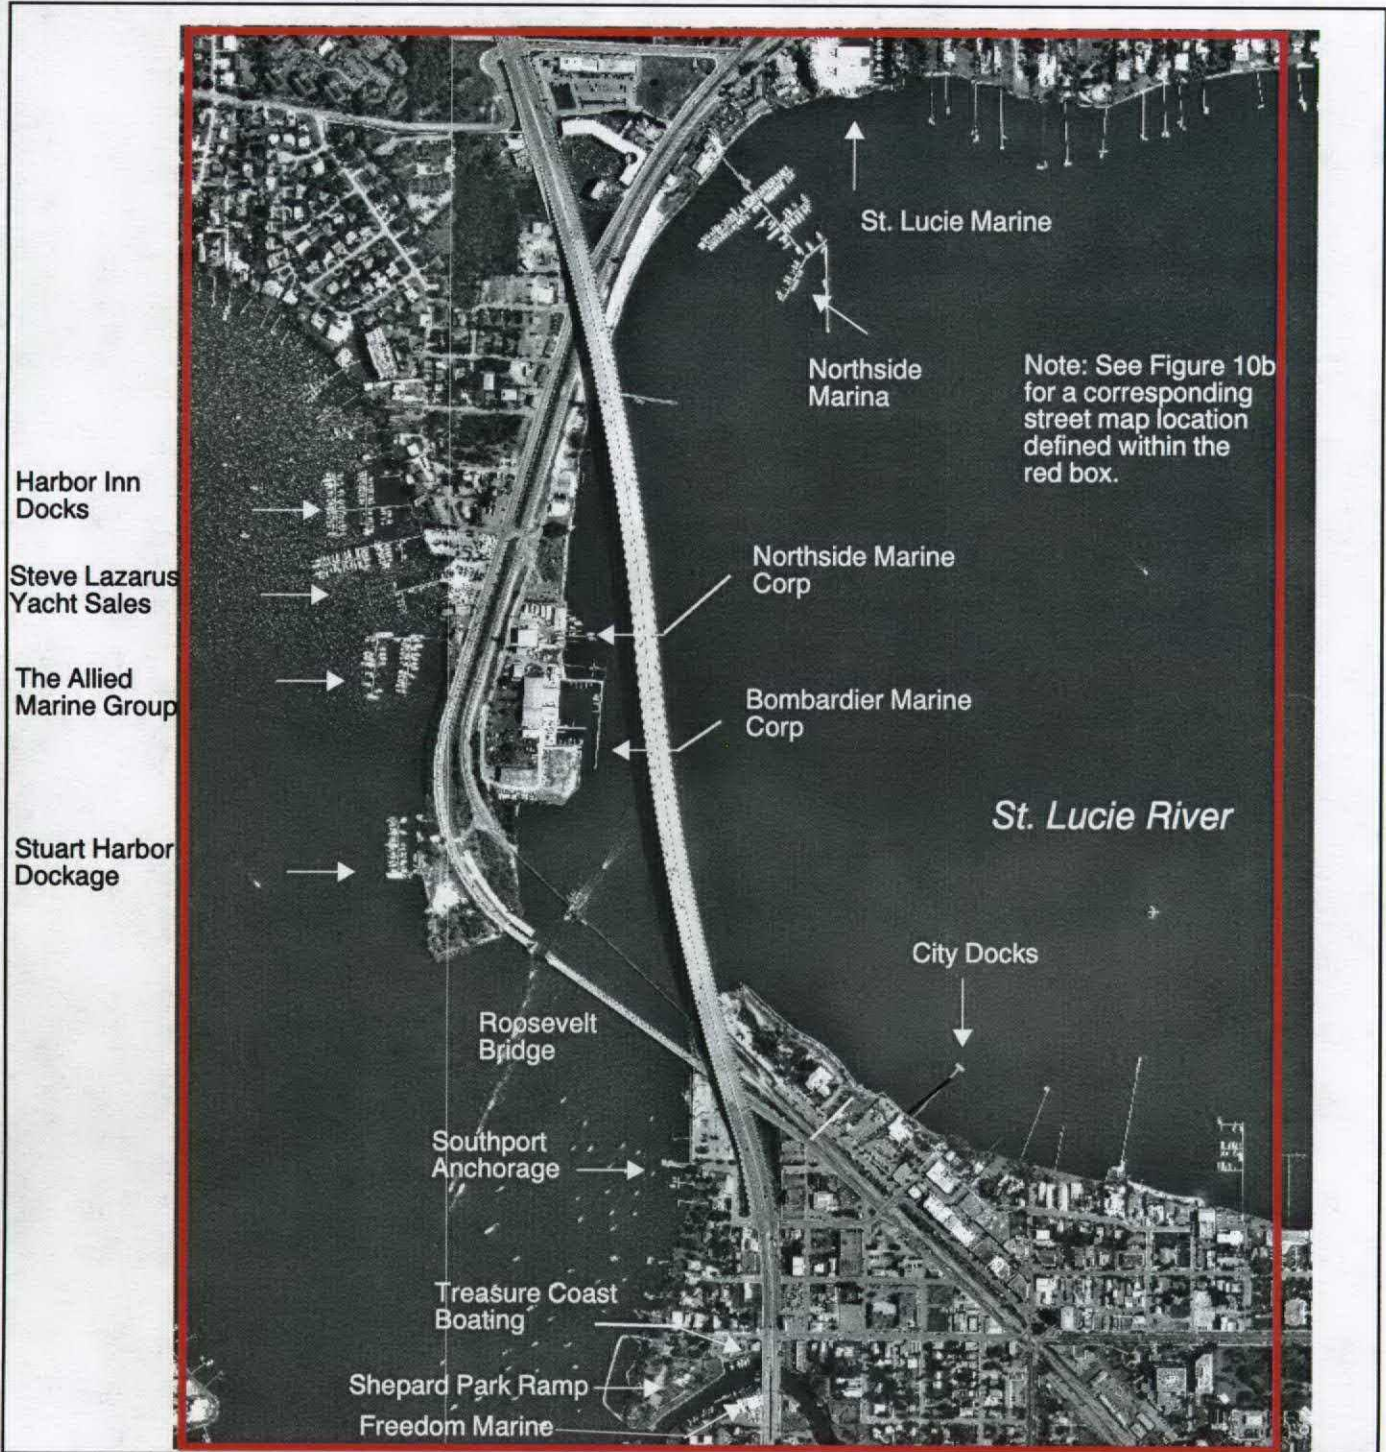 St. Lucie Marine
Northside
Marina
Note: See Figure 10b
for a corresponding
street map location
defined within the
red box.
Harbor Inn
Docks
Steve Lazarus
Yacht Sales
The Allied
Marine Group
Stuart Harbor
Dockage
Northside Marine
Corp
Bombardier Marine
Corp
St. Lucie River
City Docks
Roosevelt
Bridge
Southport
Anchorage
Treasure Coast
Boating
Shepard Park Ramp
Freedom Marine